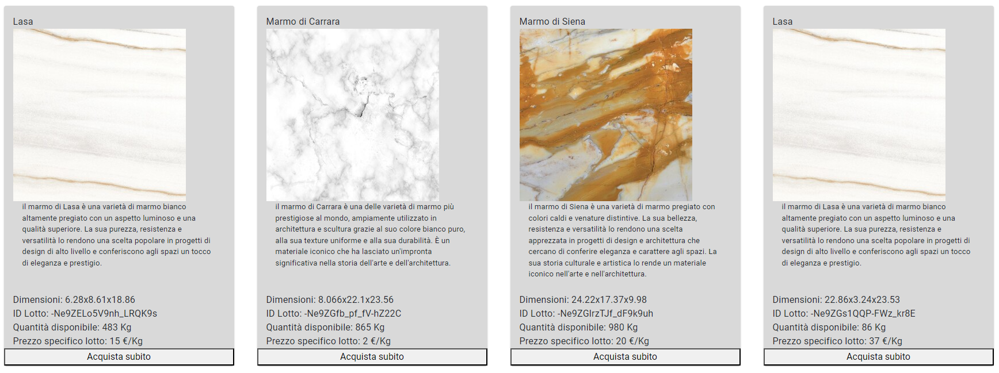 Lasa
il marmo di Lasa è una varietà di marmo bianco
altamente pregiato con un aspetto luminoso e una
qualità superiore. La sua purezza, resistenza e
versatilità lo rendono una scelta popolare in progetti di
design di alto livello e conferiscono agli spazi un tocco
di eleganza e prestigio.
Dimensioni: 6.28x8.61x18.86
ID Lotto: -Ne9ZELo5V9nh_LRQK9s
Quantità disponibile: 483 Kg
Prezzo specifico lotto: 15 €/Kg
Acquista subito
Marmo di Carrara
il marmo di Carrara è una delle varietà di marmo più
prestigiose al mondo, ampiamente utilizzato in
architettura e scultura grazie al suo colore bianco puro,
alla sua texture uniforme e alla sua durabilità. È un
materiale iconico che ha lasciato un'impronta
significativa nella storia dell'arte e dell'architettura.
Dimensioni: 8.066x22.1x23.56
ID Lotto: -Ne9ZGfb_pf_fV-hZ22C
Quantità disponibile: 865 Kg
Prezzo specifico lotto: 2 €/Kg
Acquista subito
Marmo di Siena
il marmo di Siena è una varietà di marmo pregiato con
colori caldi e venature distintive. La sua bellezza,
resistenza e versatilità lo rendono una scelta
apprezzata in progetti di design e architettura che
cercano di conferire eleganza e carattere agli spazi. La
sua storia culturale e artistica lo rende un materiale
iconico nell'arte e nell'architettura.
Dimensioni: 24.22x17.37x9.98
ID Lotto: -Ne9ZGlrzTJf_dF9k9uh
Quantità disponibile: 980 Kg
Prezzo specifico lotto: 20 €/Kg
Acquista subito
Lasa
il marmo di Lasa è una varietà di marmo bianco
altamente pregiato con un aspetto luminoso e una
qualità superiore. La sua purezza, resistenza e
versatilità lo rendono una scelta popolare in progetti di
design di alto livello e conferiscono agli spazi un tocco
di eleganza e prestigio.
Dimensioni: 22.86x3.24x23.53
ID Lotto: -Ne9ZGs1QQP-FWz_kr8E
Quantità disponibile: 86 Kg
Prezzo specifico lotto: 37 €/Kg
Acquista subito